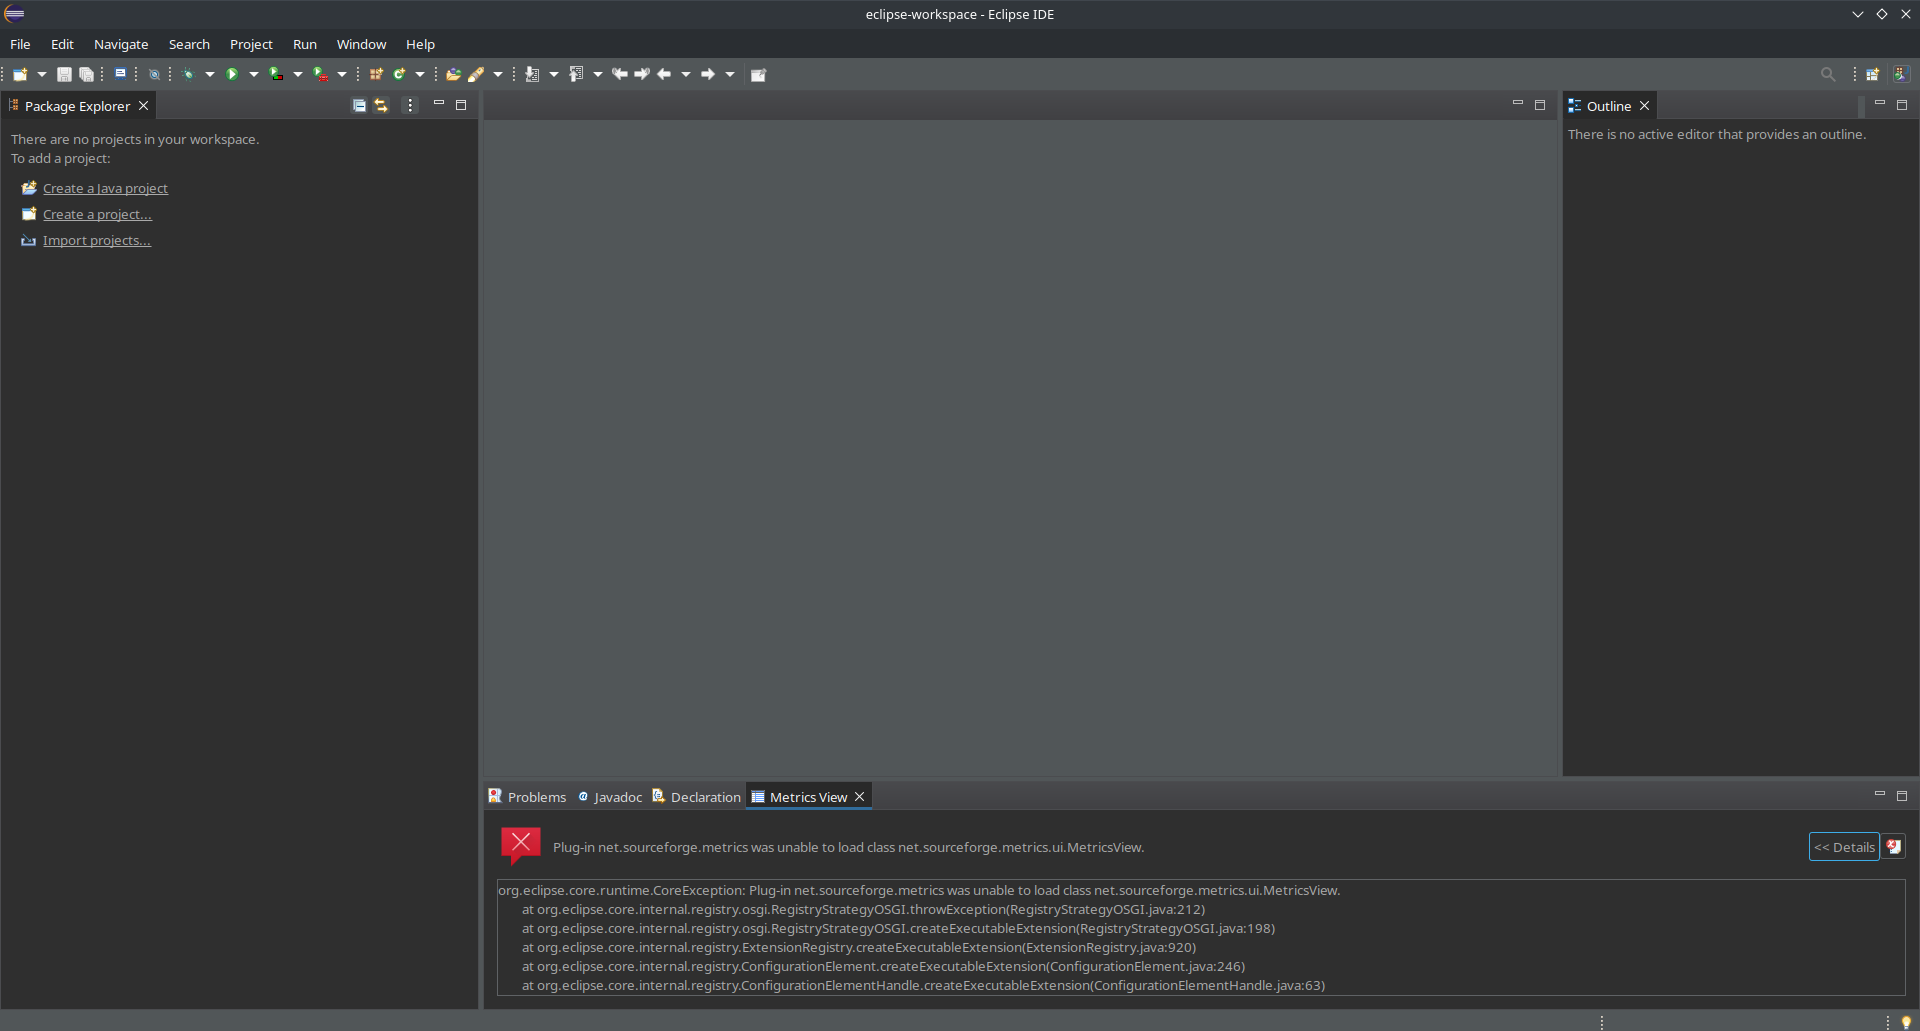 eclipse-workspace - Eclipse IDE
File Edit Navigate Search Project Run Window Help
Package Explorer
There are no projects in your workspace.
To add a project:
Create a Java project
Create a project...
Import projects...
Outline
There is no active editor that provides an outline.
Problems Javadoc Declaration Metrics View
Plug-in net.sourceforge.metrics was unable to load class net.sourceforge.metrics.ui.MetricsView.
<< Details
org.eclipse.core.runtime.CoreException: Plug-in net.sourceforge.metrics was unable to load class net.sourceforge.metrics.ui.MetricsView.
at org.eclipse.core.internal.registry.osgi.RegistryStrategyOSGI.throwException(RegistryStrategyOSGI.java:212)
at org.eclipse.core.internal.registry.osgi.RegistryStrategyOSGI.createExecutableExtension(RegistryStrategyOSGI.java:198)
at org.eclipse.core.internal.registry.ExtensionRegistry.createExecutableExtension(ExtensionRegistry.java:920)
at org.eclipse.core.internal.registry.ConfigurationElement.createExecutableExtension(ConfigurationElement.java:246)
at org.eclipse.core.internal.registry.ConfigurationElementHandle.createExecutableExtension(ConfigurationElementHandle.java:63)